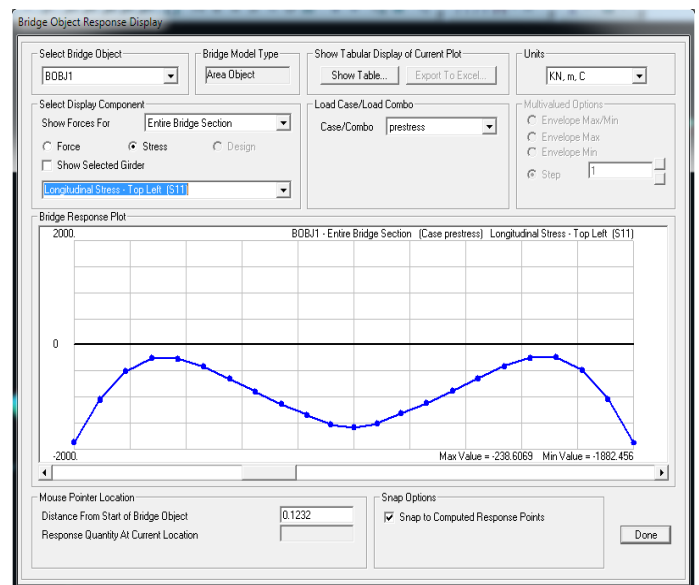 Bridge Object Response Display
Select Bridge Object
BOBJ1
Bridge Model Type
Area Object
Show Tabular Display of Current Plot
Show Table...
Export To Excel...
Units
KN, m, C
Select Display Component
Show Forces For
Entire Bridge Section
Force
Stress
Design
Show Selected Girder
Longitudinal Stress - Top Left (S11)
Load Case/Load Combo
Case/Combo
prestress
Multivalued Options
Envelope Max/Min
Envelope Max
Envelope Min
Step
1
Bridge Response Plot
2000.
BOBJ1 - Entire Bridge Section (Case prestress) Longitudinal Stress - Top Left (S11)
0
-2000.
Max Value = -238.6069 Min Value = -1882.456
Mouse Pointer Location
Distance From Start of Bridge Object
0.1232
Response Quantity At Current Location
Snap Options
Snap to Computed Response Points
Done